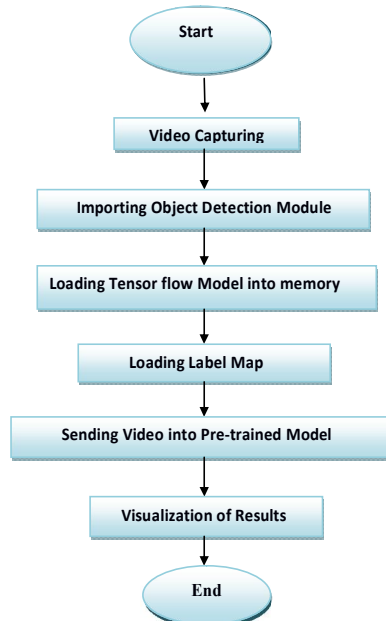 Start
Video Capturing
Importing Object Detection Module
Loading Tensor flow Model into memory
Loading Label Map
Sending Video into Pre-trained Model
Visualization of Results
End